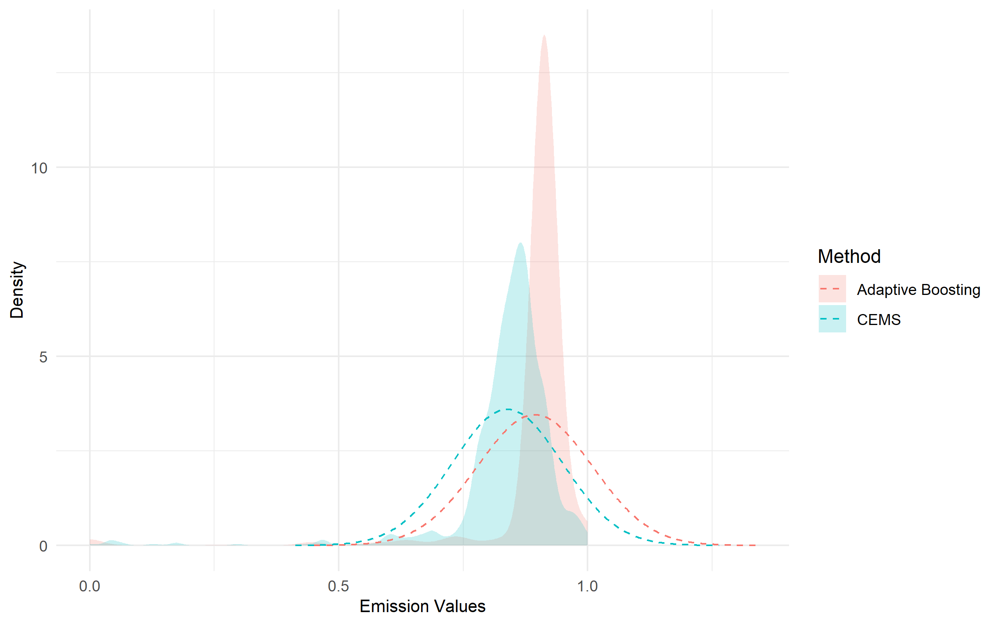 10
5
0
Density
0.0
0.5
1.0
Emission Values
Method
Adaptive Boosting
CEMS